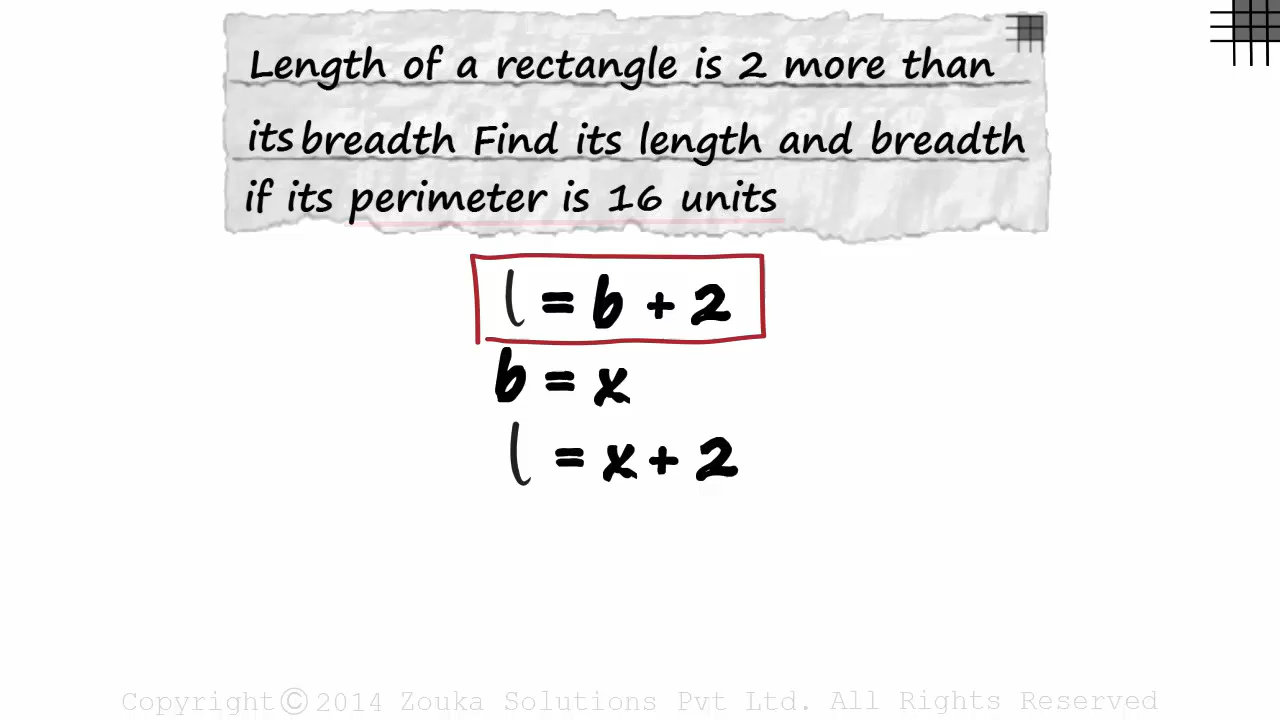 Length of a rectangle is 2 more than
its breadth Find its length and breadth
if its perimeter is 16 units
l = b + 2
b = x
l = x + 2
Copyright© 2014 Zouka Solutions Pvt Ltd. All Rights Reserved